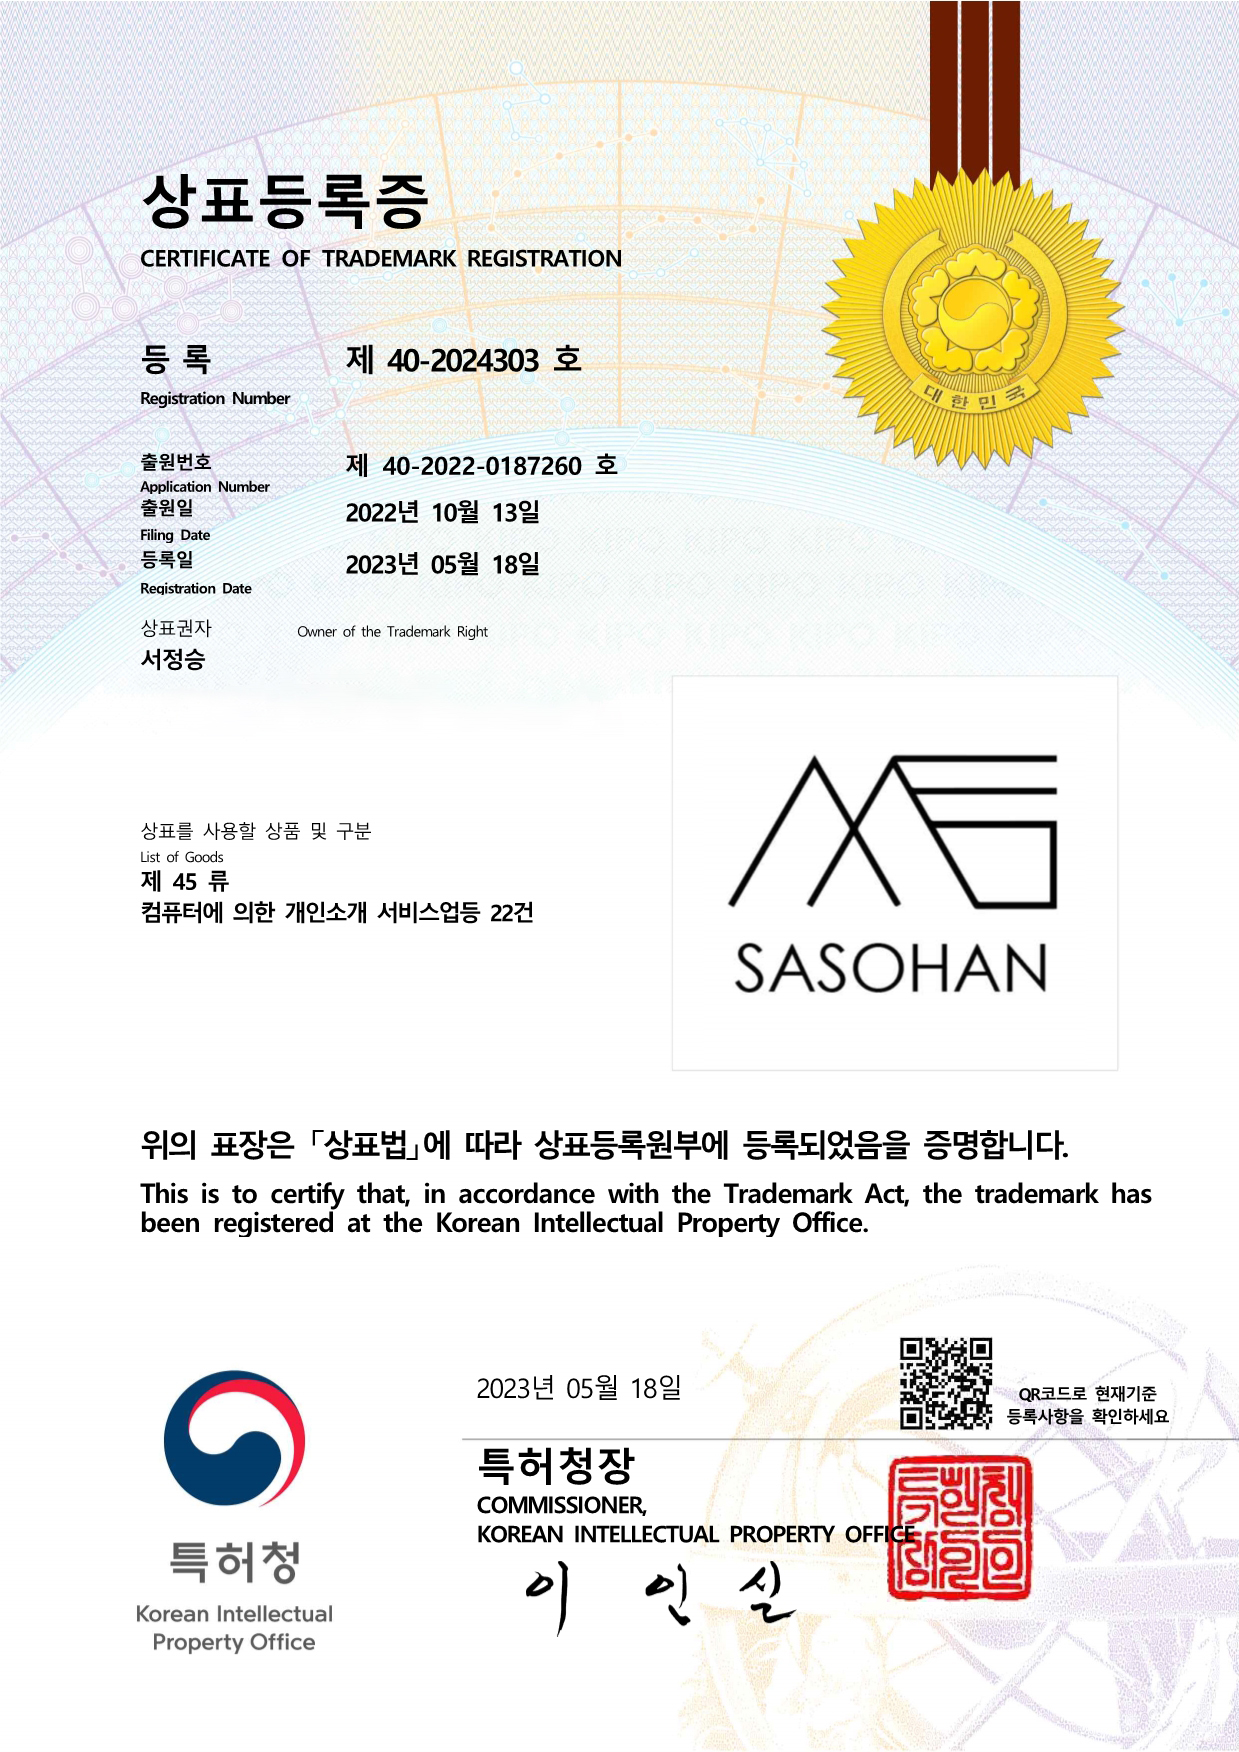 상표등록증
CERTIFICATE OF TRADEMARK REGISTRATION
등 록 제 40-2024303 호
Registration Number
출원번호 제 40-2022-0187260 호
Application Number
출원일 2022년 10월 13일
Filing Date
등록일 2023년 05월 18일
Registration Date
상표권자 Owner of the Trademark Right
서정승
대한민국
상표를 사용할 상품 및 구분
List of Goods
제 45 류
컴퓨터에 의한 개인소개 서비스업등 22건
SASOHAN
위의 표장은 「상표법」에 따라 상표등록원부에 등록되었음을 증명합니다.
This is to certify that, in accordance with the Trademark Act, the trademark has
been registered at the Korean Intellectual Property Office.
2023년 05월 18일
QR코드로 현재기준
등록사항을 확인하세요
특허청장
COMMISSIONER,
KOREAN INTELLECTUAL PROPERTY OFFICE
이 인 실
특허청
Korean Intellectual
Property Office